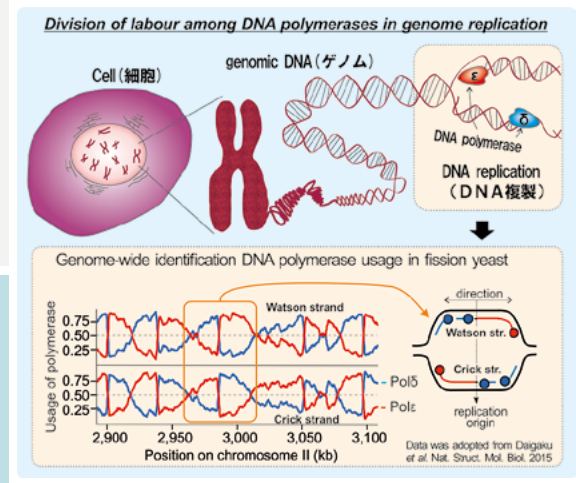 Division of labour among DNA polymerases in genome replication
Cell(細胞)
genomic DNA(ゲノム)
ε
δ
DNA polymerase
DNA replication
(DNA複製)
Genome-wide identification DNA polymerase usage in fission yeast
Usage of polymerase
0.75
0.50
0.25
Watson strand
0.75
0.50
0.25
Crick strand
Polδ
Polε
2,900
2,950
3,000
3,050
3,100
Position on chromosome II (kb)
direction
Watson str.
Crick str.
replication
origin
Data was adopted from Daigaku
et al. Nat. Struct. Mol. Biol. 2015